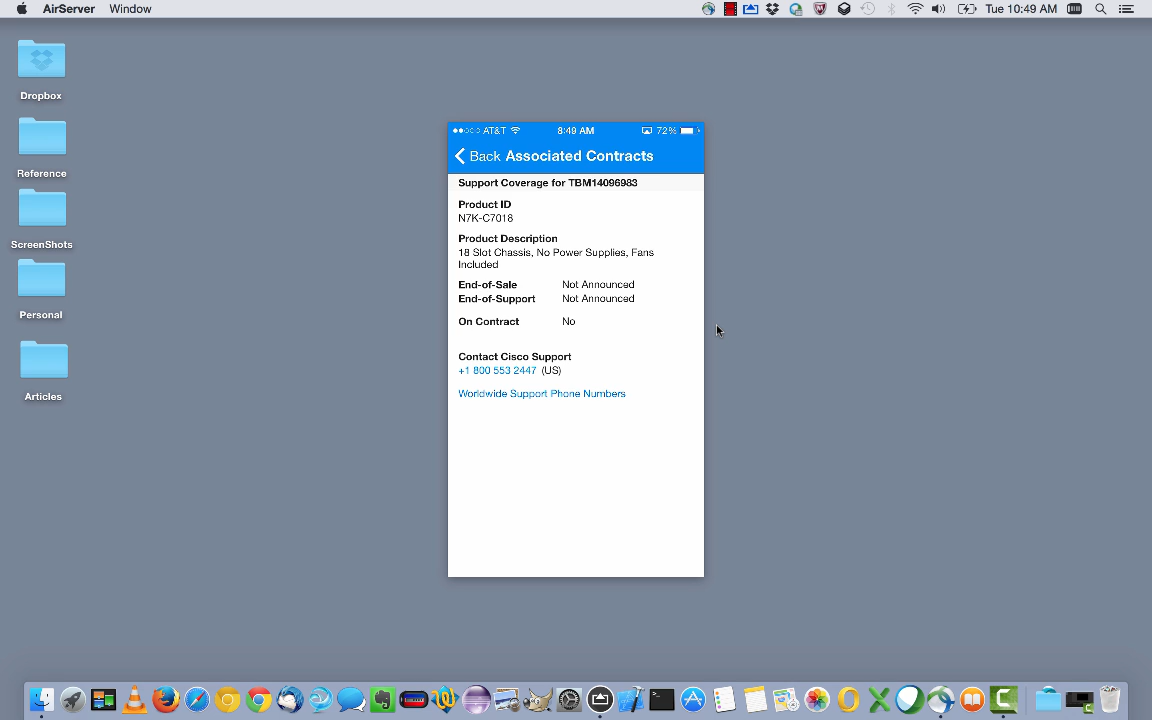 AirServer Window
Tue 10:49 AM
Dropbox
Reference
ScreenShots
Personal
Articles
AT&T 8:49 AM 72%
Back Associated Contracts
Support Coverage for TBM14096983
Product ID
N7K-C7018
Product Description
18 Slot Chassis, No Power Supplies, Fans
Included
End-of-Sale Not Announced
End-of-Support Not Announced
On Contract No
Contact Cisco Support
+1 800 553 2447 (US)
Worldwide Support Phone Numbers